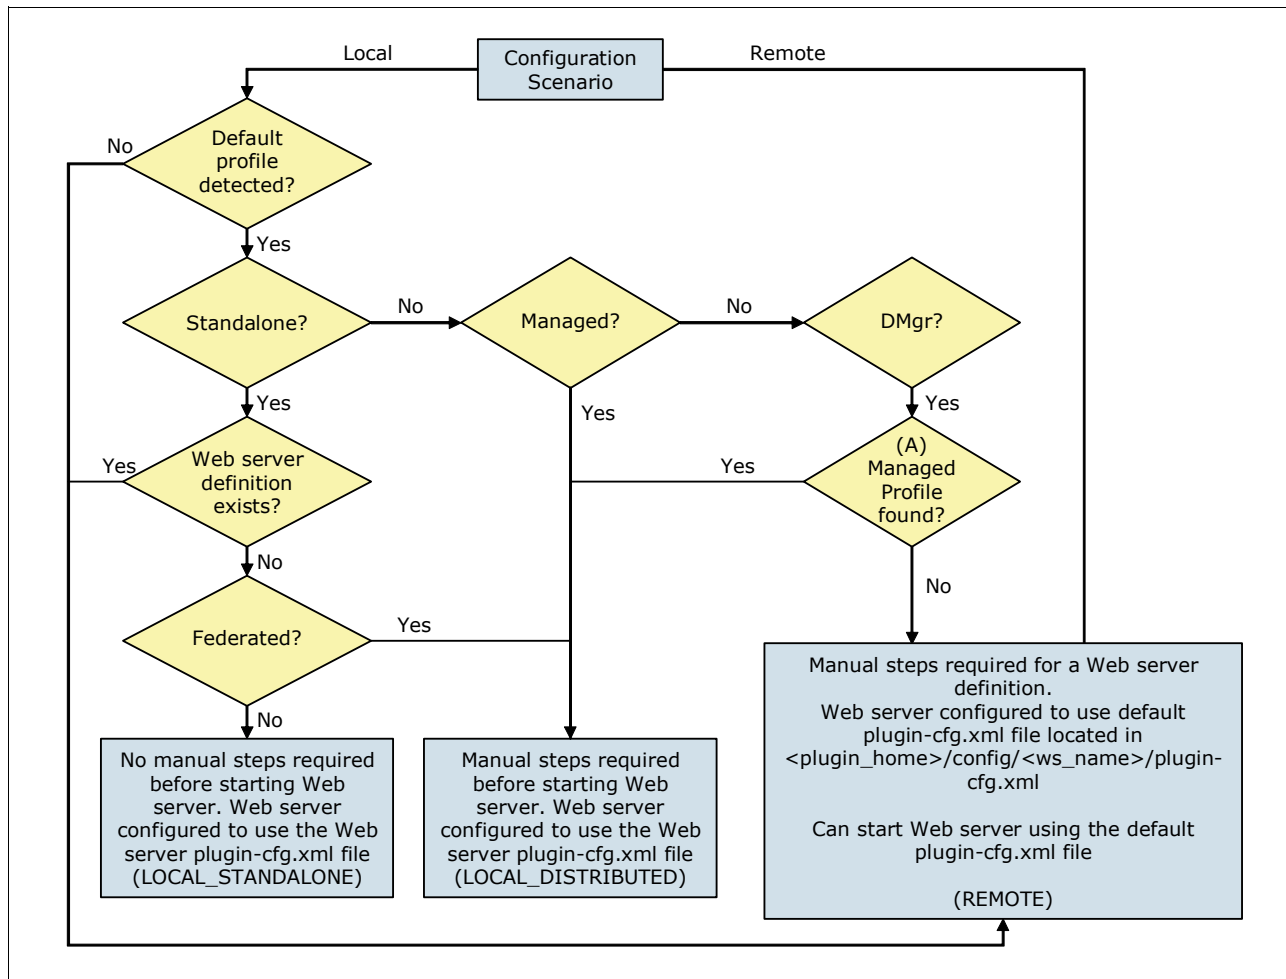 Local
Configuration
Scenario
Remote
No
Default
profile
detected?
Yes
Standalone?
No
Managed?
No
DMgr?
Yes
Yes
Yes
Yes
Web server
definition
exists?
Yes
(A)
Managed
Profile
found?
No
No
Federated?
Yes
No
No manual steps required
before starting Web
server. Web server
configured to use the Web
server plugin-cfg.xml file
(LOCAL_STANDALONE)
Manual steps required
before starting Web
server. Web server
configured to use the Web
server plugin-cfg.xml file
(LOCAL_DISTRIBUTED)
Manual steps required for a Web server
definition.
Web server configured to use default
plugin-cfg.xml file located in
<plugin_home>/config/<ws_name>/plugin-
cfg.xml
Can start Web server using the default
plugin-cfg.xml file
(REMOTE)